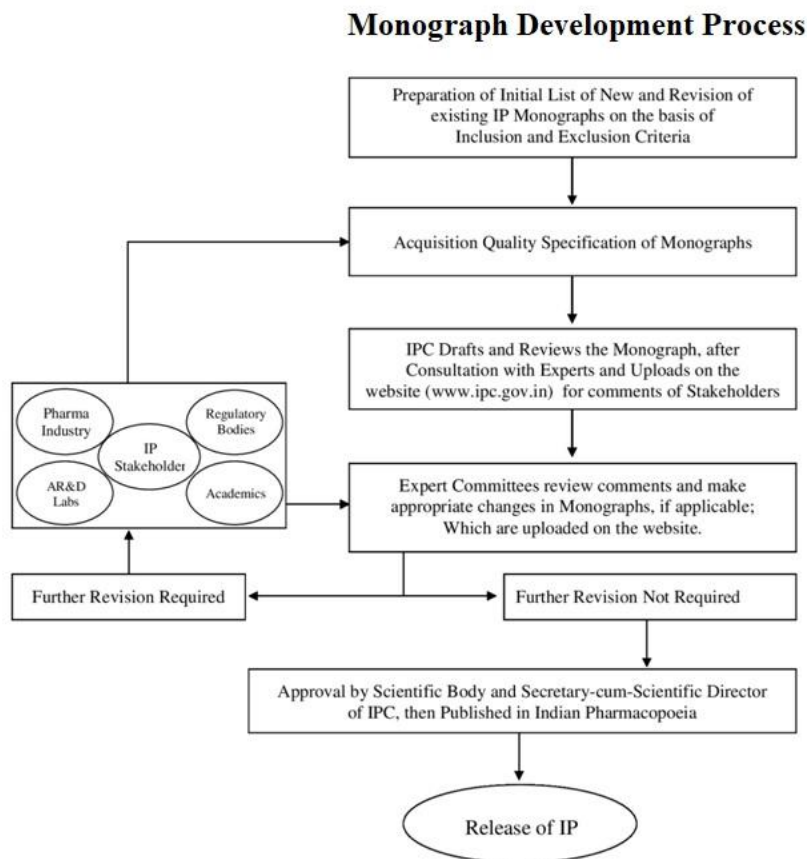 Monograph Development Process
Preparation of Initial List of New and Revision of
existing IP Monographs on the basis of
Inclusion and Exclusion Criteria
Acquisition Quality Specification of Monographs
IPC Drafts and Reviews the Monograph, after
Consultation with Experts and Uploads on the
website (www.ipc.gov.in) for comments of Stakeholders
Pharma
Industry
Regulatory
Bodies
IP
Stakeholder
AR&D
Labs
Academics
Expert Committees review comments and make
appropriate changes in Monographs, if applicable;
Which are uploaded on the website.
Further Revision Required
Further Revision Not Required
Approval by Scientific Body and Secretary-cum-Scientific Director
of IPC, then Published in Indian Pharmacopoeia
Release of IP